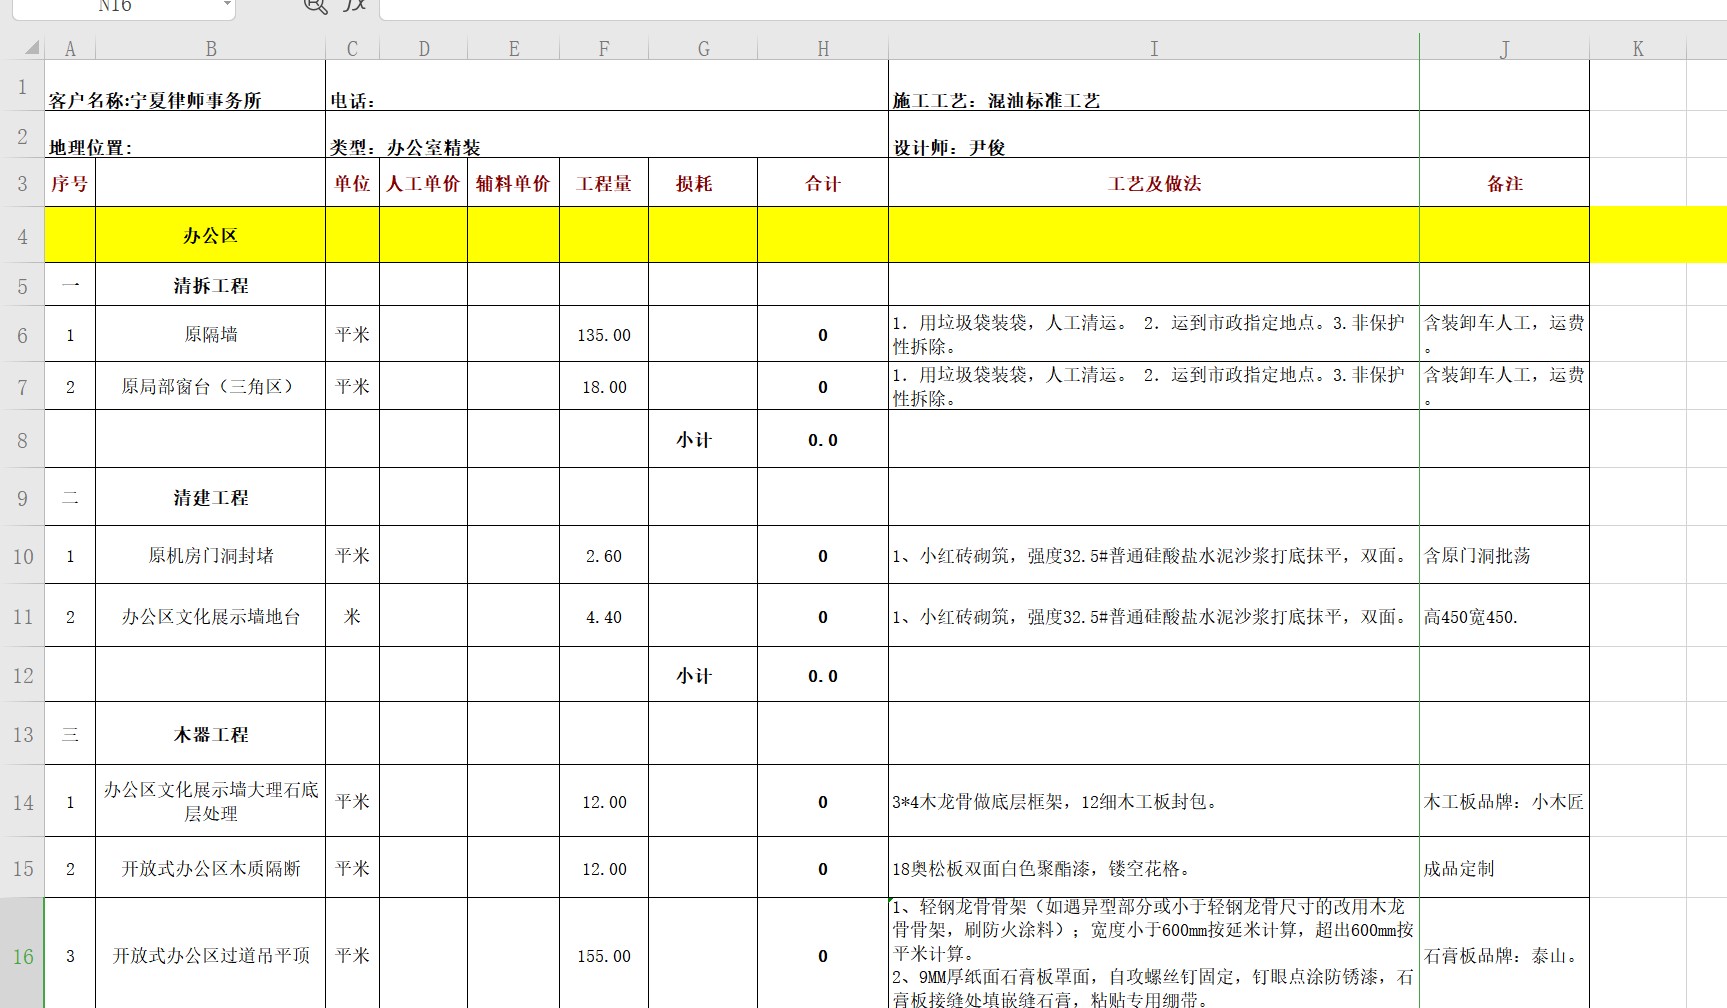 N16 fx
A B C D E F G H I J K
1 客户名称:宁夏律师事务所 电话: 施工工艺: 混油标准工艺
2 地理位置: 类型: 办公室精装 设计师: 尹俊
3 序号 单位 人工单价 辅料单价 工程量 损耗 合计 工艺及做法 备注
4 办公区
5 一 清拆工程
6 1 原隔墙 平米 135.00 0 1. 用垃圾袋装袋，人工清运。 2. 运到市政指定地点。3.非保护
性拆除。
含装卸车人工，运费
。
7 2 原局部窗台（三角区） 平米 18.00 0 1. 用垃圾袋装袋，人工清运。 2. 运到市政指定地点。3.非保护
性拆除。
含装卸车人工，运费
。
8 小计 0.0
9 二 清建工程
10 1 原机房门洞封堵 平米 2.60 0 1、小红砖砌筑，强度32.5#普通硅酸盐水泥沙浆打底抹平，双面。 含原门洞批荡
11 2 办公区文化展示墙地台 米 4.40 0 1、小红砖砌筑，强度32.5#普通硅酸盐水泥沙浆打底抹平，双面。 高450宽450.
12 小计 0.0
13 三 木器工程
14 1 办公区文化展示墙大理石底
层处理
平米 12.00 0 3*4木龙骨做底层框架，12细木工板封包。 木工板品牌：小木匠
15 2 开放式办公区木质隔断 平米 12.00 0 18奥松板双面白色聚酯漆，镂空花格。 成品定制
16 3 开放式办公区过道吊平顶 平米 155.00 0 1、轻钢龙骨骨架（如遇异型部分或小于轻钢龙骨尺寸的改用木龙
骨骨架，刷防火涂料）；宽度小于600mm按延米计算，超出600mm按
平米计算。
2、9MM厚纸面石膏板罩面，自攻螺丝钉固定，钉眼点涂防锈漆，石
膏板接缝处填嵌缝石膏，粘贴专用绷带。
石膏板品牌：泰山。